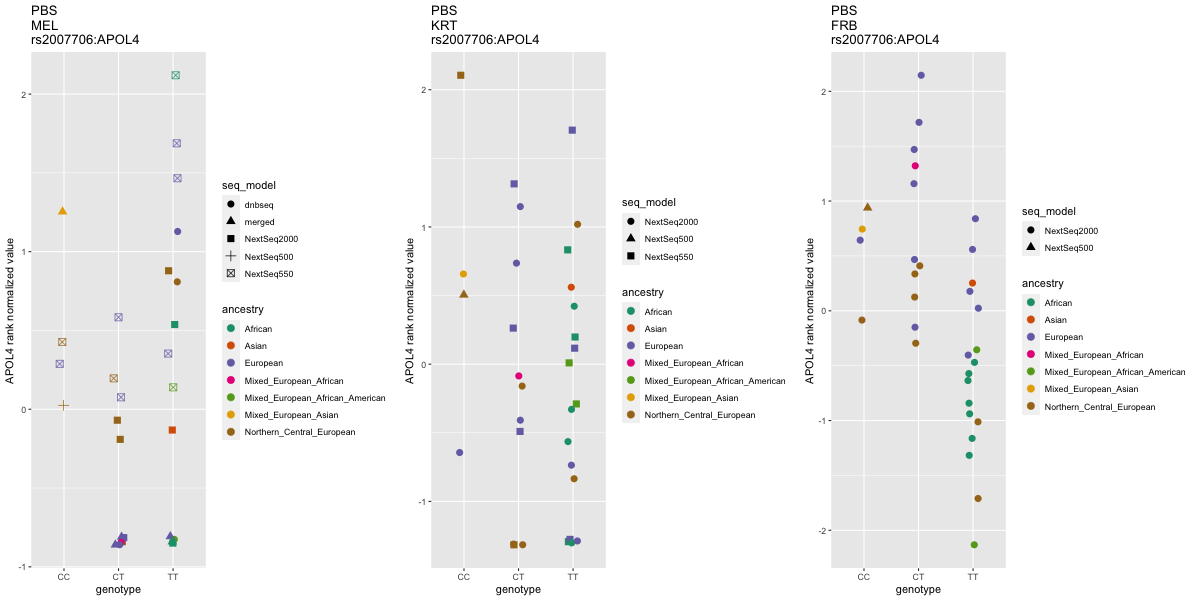 PBS
MEL
rs2007706:APOL4
APOL4 rank normalized value
2
1
0
-1
CC
CT
TT
genotype
seq_model
dnbseq
merged
NextSeq2000
NextSeq500
NextSeq550
ancestry
African
Asian
European
Mixed_European_African
Mixed_European_African_American
Mixed_European_Asian
Northern_Central_European
PBS
KRT
rs2007706:APOL4
APOL4 rank normalized value
2
1
0
-1
CC
CT
TT
genotype
seq_model
NextSeq2000
NextSeq500
NextSeq550
ancestry
African
Asian
European
Mixed_European_African
Mixed_European_African_American
Mixed_European_Asian
Northern_Central_European
PBS
FRB
rs2007706:APOL4
APOL4 rank normalized value
2
1
0
-1
-2
CC
CT
TT
genotype
seq_model
NextSeq2000
NextSeq500
ancestry
African
Asian
European
Mixed_European_African
Mixed_European_African_American
Mixed_European_Asian
Northern_Central_European